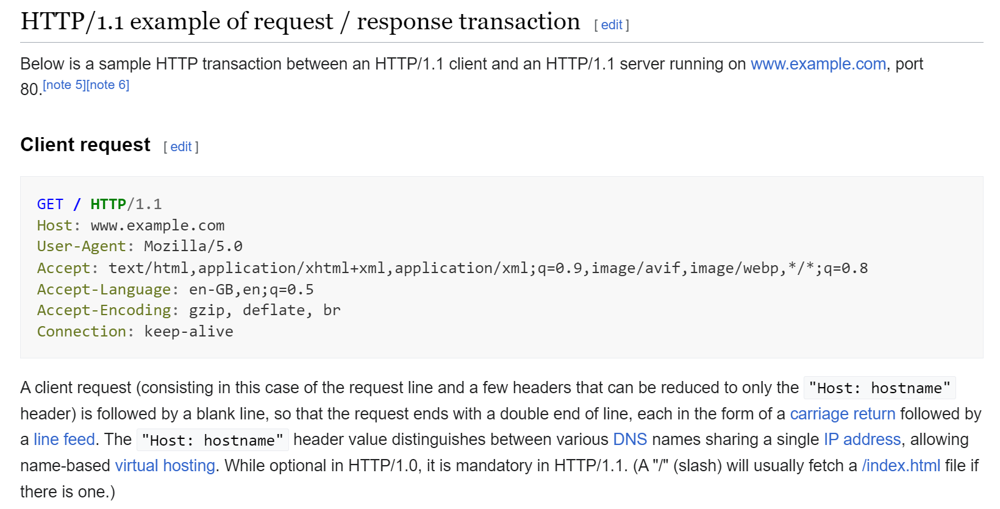 HTTP/1.1 example of request / response transaction [ edit ]
Below is a sample HTTP transaction between an HTTP/1.1 client and an HTTP/1.1 server running on www.example.com, port
80.[note 5][note 6]
Client request [ edit ]
GET / HTTP/1.1
Host: www.example.com
User-Agent: Mozilla/5.0
Accept: text/html,application/xhtml+xml,application/xml;q=0.9,image/avif,image/webp,*/*;q=0.8
Accept-Language: en-GB,en;q=0.5
Accept-Encoding: gzip, deflate, br
Connection: keep-alive
A client request (consisting in this case of the request line and a few headers that can be reduced to only the "Host: hostname"
header) is followed by a blank line, so that the request ends with a double end of line, each in the form of a carriage return followed by
a line feed. The "Host: hostname" header value distinguishes between various DNS names sharing a single IP address, allowing
name-based virtual hosting. While optional in HTTP/1.0, it is mandatory in HTTP/1.1. (A "/" (slash) will usually fetch a /index.html file if
there is one.)